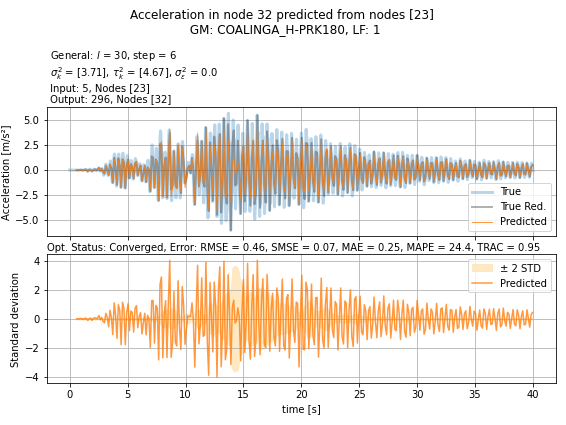 Acceleration in node 32 predicted from nodes [23]
GM: COALINGA_H-PRK180, LF: 1
General: l = 30, step = 6
σ²ₖ = [3.71], τ²ₖ = [4.67], σ²ε = 0.0
Input: 5, Nodes [23]
Output: 296, Nodes [32]
Acceleration [m/s²]
5.0
2.5
0.0
−2.5
−5.0
True
True Red.
Predicted
Opt. Status: Converged, Error: RMSE = 0.46, SMSE = 0.07, MAE = 0.25, MAPE = 24.4, TRAC = 0.95
Standard deviation
4
2
0
−2
−4
± 2 STD
Predicted
0 5 10 15 20 25 30 35 40
time [s]